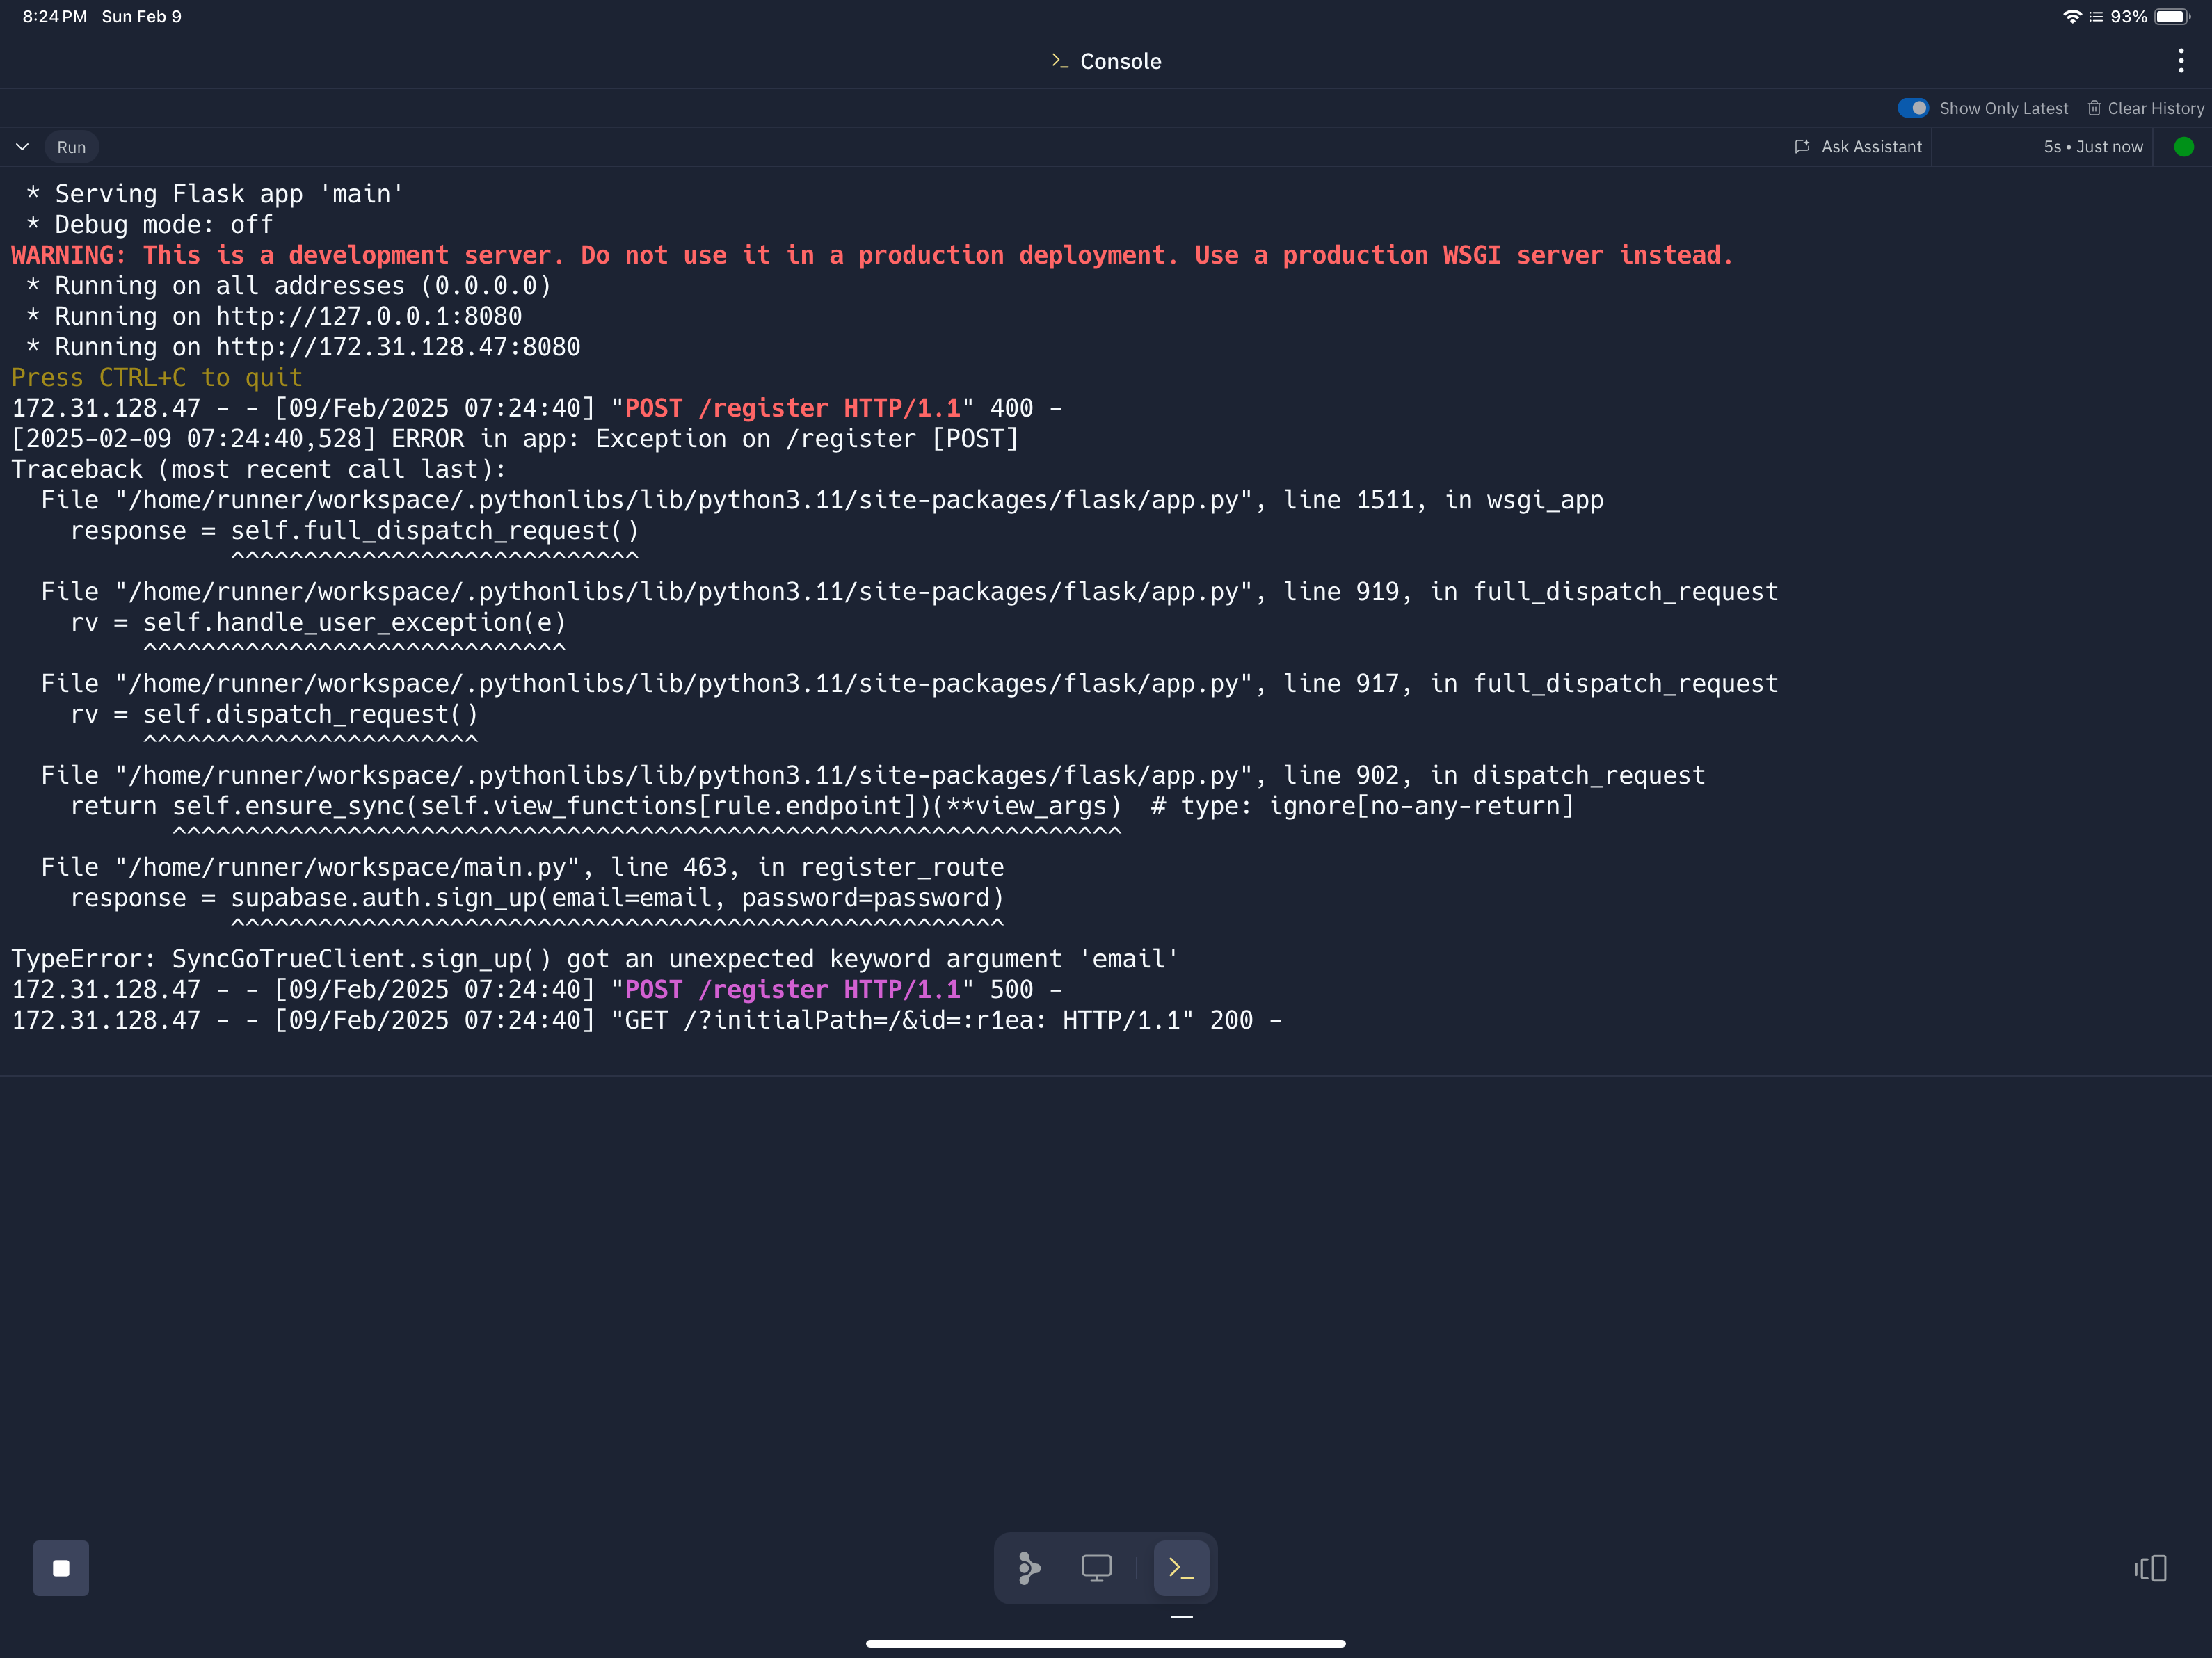 8:24 PM Sun Feb 9
93%
Console
Show Only Latest Clear History
Run Ask Assistant 5s • Just now
 * Serving Flask app 'main'
 * Debug mode: off
WARNING: This is a development server. Do not use it in a production deployment. Use a production WSGI server instead.
 * Running on all addresses (0.0.0.0)
 * Running on http://127.0.0.1:8080
 * Running on http://172.31.128.47:8080
Press CTRL+C to quit
172.31.128.47 - - [09/Feb/2025 07:24:40] "POST /register HTTP/1.1" 400 -
[2025-02-09 07:24:40,528] ERROR in app: Exception on /register [POST]
Traceback (most recent call last):
  File "/home/runner/workspace/.pythonlibs/lib/python3.11/site-packages/flask/app.py", line 1511, in wsgi_app
    response = self.full_dispatch_request()
               ^^^^^^^^^^^^^^^^^^^^^^^^^^^^
  File "/home/runner/workspace/.pythonlibs/lib/python3.11/site-packages/flask/app.py", line 919, in full_dispatch_request
    rv = self.handle_user_exception(e)
         ^^^^^^^^^^^^^^^^^^^^^^^^^^^^^
  File "/home/runner/workspace/.pythonlibs/lib/python3.11/site-packages/flask/app.py", line 917, in full_dispatch_request
    rv = self.dispatch_request()
         ^^^^^^^^^^^^^^^^^^^^^^^
  File "/home/runner/workspace/.pythonlibs/lib/python3.11/site-packages/flask/app.py", line 902, in dispatch_request
    return self.ensure_sync(self.view_functions[rule.endpoint])(**view_args)  # type: ignore[no-any-return]
           ^^^^^^^^^^^^^^^^^^^^^^^^^^^^^^^^^^^^^^^^^^^^^^^^^^^^^^^^^^^^^^^^^
  File "/home/runner/workspace/main.py", line 463, in register_route
    response = supabase.auth.sign_up(email=email, password=password)
               ^^^^^^^^^^^^^^^^^^^^^^^^^^^^^^^^^^^^^^^^^^^^^^^^^^^^^
TypeError: SyncGoTrueClient.sign_up() got an unexpected keyword argument 'email'
172.31.128.47 - - [09/Feb/2025 07:24:40] "POST /register HTTP/1.1" 500 -
172.31.128.47 - - [09/Feb/2025 07:24:40] "GET /?initialPath=/&id=:r1ea: HTTP/1.1" 200 -